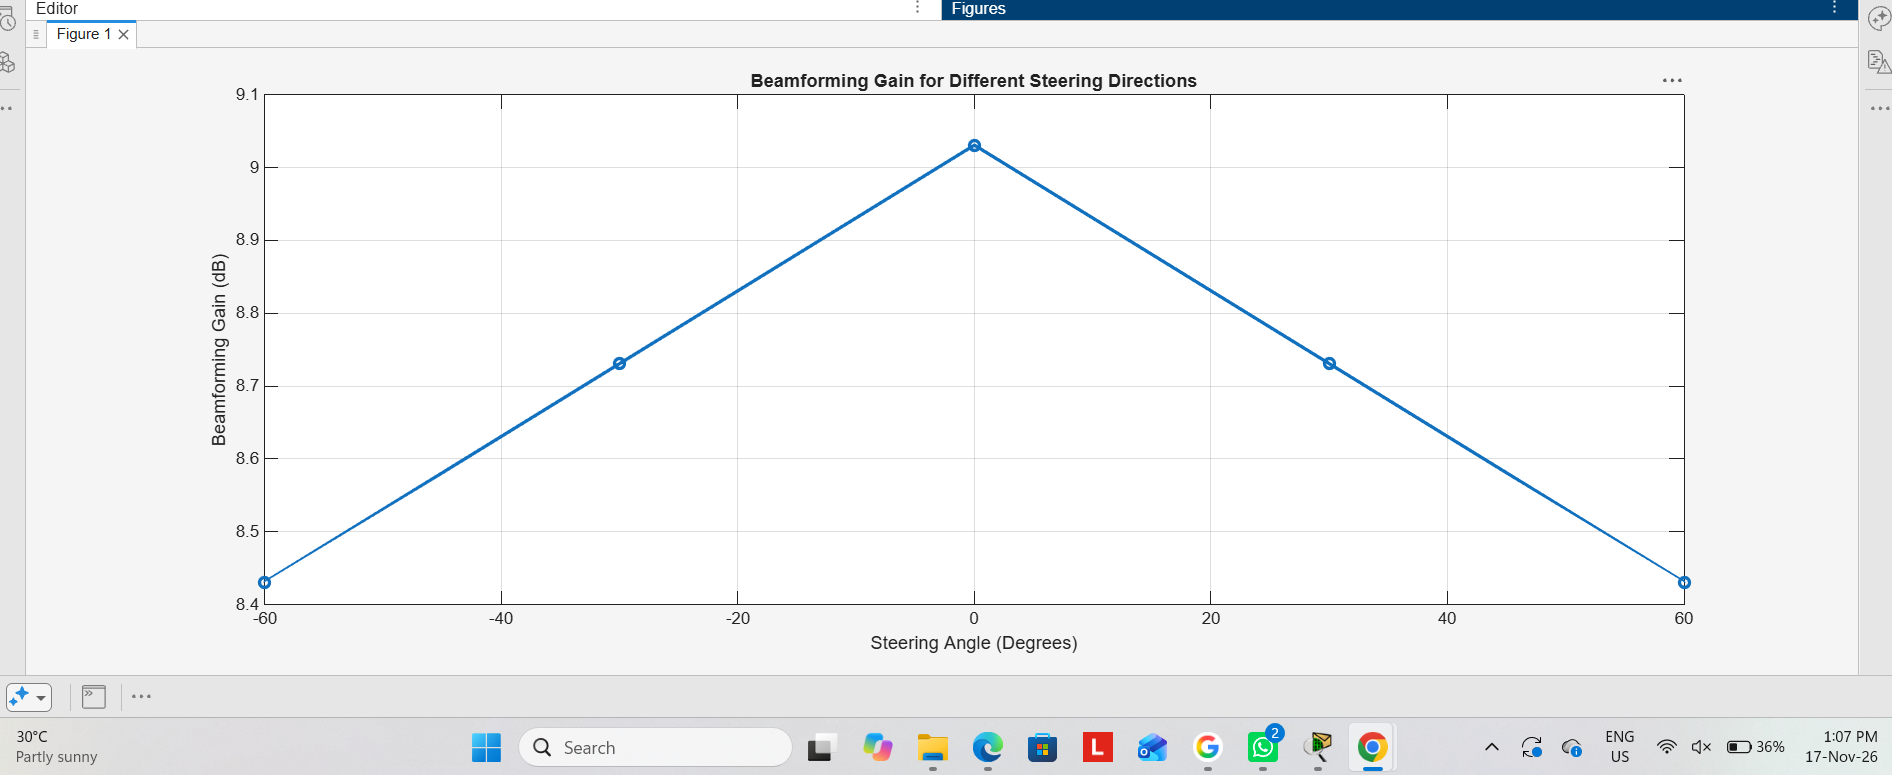 Editor
Figures
Figure 1
Beamforming Gain for Different Steering Directions
9.1
9
8.9
8.8
8.7
8.6
8.5
8.4
Beamforming Gain (dB)
-60 -40 -20 0 20 40 60
Steering Angle (Degrees)
30°C
Partly sunny
Search
L
G
2
ENG
US
36%
1:07 PM
17-Nov-26